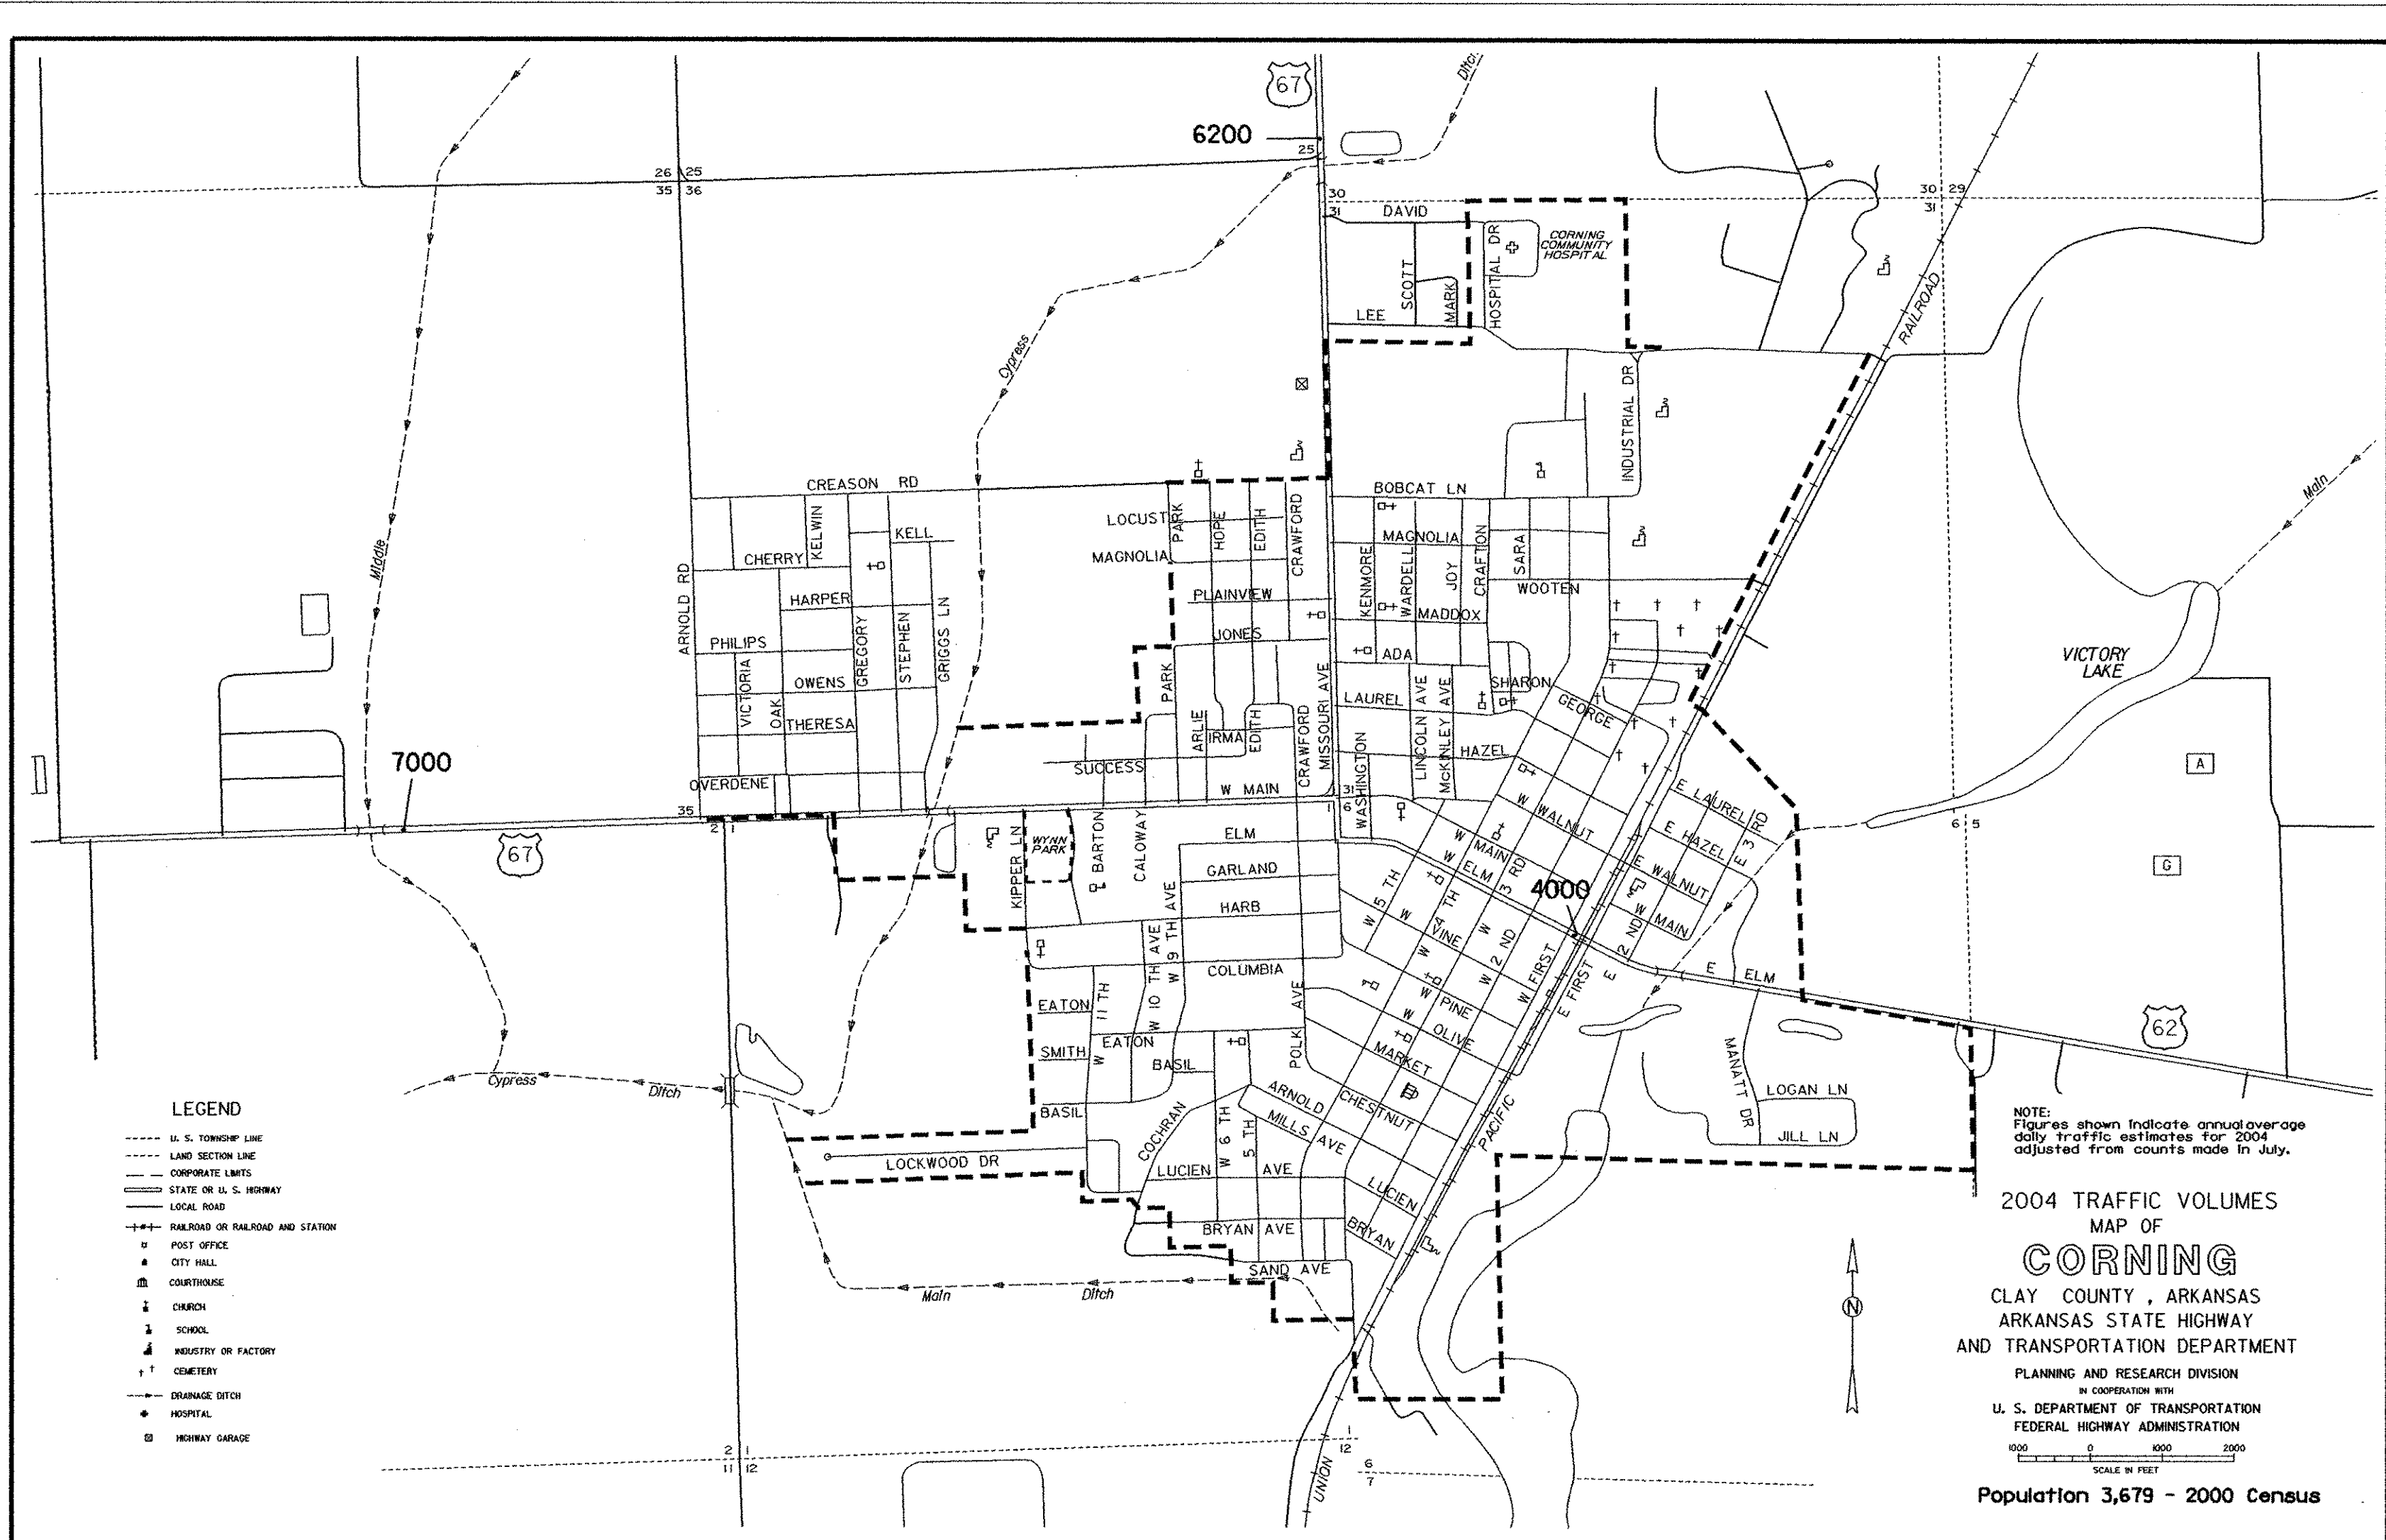 67
6200
25
26 25
35 36
30
31
30 29
31
Ditch
DAVID
CORNING
COMMUNITY
HOSPITAL
HOSPITAL DR
SCOTT
MARK
LEE
RAILROAD
Cypress
Middle
Main
INDUSTRIAL DR
CREASON RD
BOBCAT LN
KELWIN
KELL
CHERRY
LOCUST
PARK
HOPE
EDITH
CRAWFORD
MAGNOLIA
MAGNOLIA
KENMORE
WARDELL
JOY
CRAFTON
SARA
WOOTEN
ARNOLD RD
HARPER
PLAINVIEW
MADDOX
GREGORY
STEPHEN
GRIGGS LN
PHILIPS
JONES
ADA
VICTORIA
OWENS
OAK
THERESA
PARK
MISSOURI AVE
LAUREL
LINCOLN AVE
McKINLEY AVE
SHARON
GEORGE
VICTORY
LAKE
ARLIE
IRMA
EDITH
CRAWFORD
WASHINGTON
HAZEL
7000
SUCCESS
OVERDENE
W MAIN
31
1 6
35
2 1
67
E LAUREL
E HAZEL
E 3 RD
E WALNUT
W MAIN
W WALNUT
W MAIN
W ELM
W 3 RD
4000
6 5
A
G
KIPPER LN
WYNN
PARK
BARTON
CALOWAY
ELM
GARLAND
HARB
W 9 TH AVE
W 10 TH AVE
W 5 TH
W 4 TH
W VINE
W 2 ND
W FIRST
E FIRST
E 2 ND
E ELM
COLUMBIA
EATON
W 11 TH
EATON
SMITH
BASIL
BASIL
POLK AVE
W PINE
W OLIVE
MARKET
CHESTNUT
ARNOLD
MILLS AVE
COCHRAN
W 6 TH
5 TH
PACIFIC
MANATT DR
LOGAN LN
JILL LN
62
Cypress
Ditch
LOCKWOOD DR
LUCIEN AVE
LUCIEN
BRYAN AVE
BRYAN
SAND AVE
Main
Ditch
UNION
2 1
11 12
1
12
6
7
LEGEND
U. S. TOWNSHIP LINE
LAND SECTION LINE
CORPORATE LIMITS
STATE OR U. S. HIGHWAY
LOCAL ROAD
RAILROAD OR RAILROAD AND STATION
POST OFFICE
CITY HALL
COURTHOUSE
CHURCH
SCHOOL
INDUSTRY OR FACTORY
CEMETERY
DRAINAGE DITCH
HOSPITAL
HIGHWAY GARAGE
NOTE:
Figures shown indicate annual average
daily traffic estimates for 2004
adjusted from counts made in July.
2004 TRAFFIC VOLUMES
MAP OF
CORNING
CLAY COUNTY , ARKANSAS
ARKANSAS STATE HIGHWAY
AND TRANSPORTATION DEPARTMENT
PLANNING AND RESEARCH DIVISION
IN COOPERATION WITH
U. S. DEPARTMENT OF TRANSPORTATION
FEDERAL HIGHWAY ADMINISTRATION
N
1000 0 1000 2000
SCALE IN FEET
Population 3,679 - 2000 Census